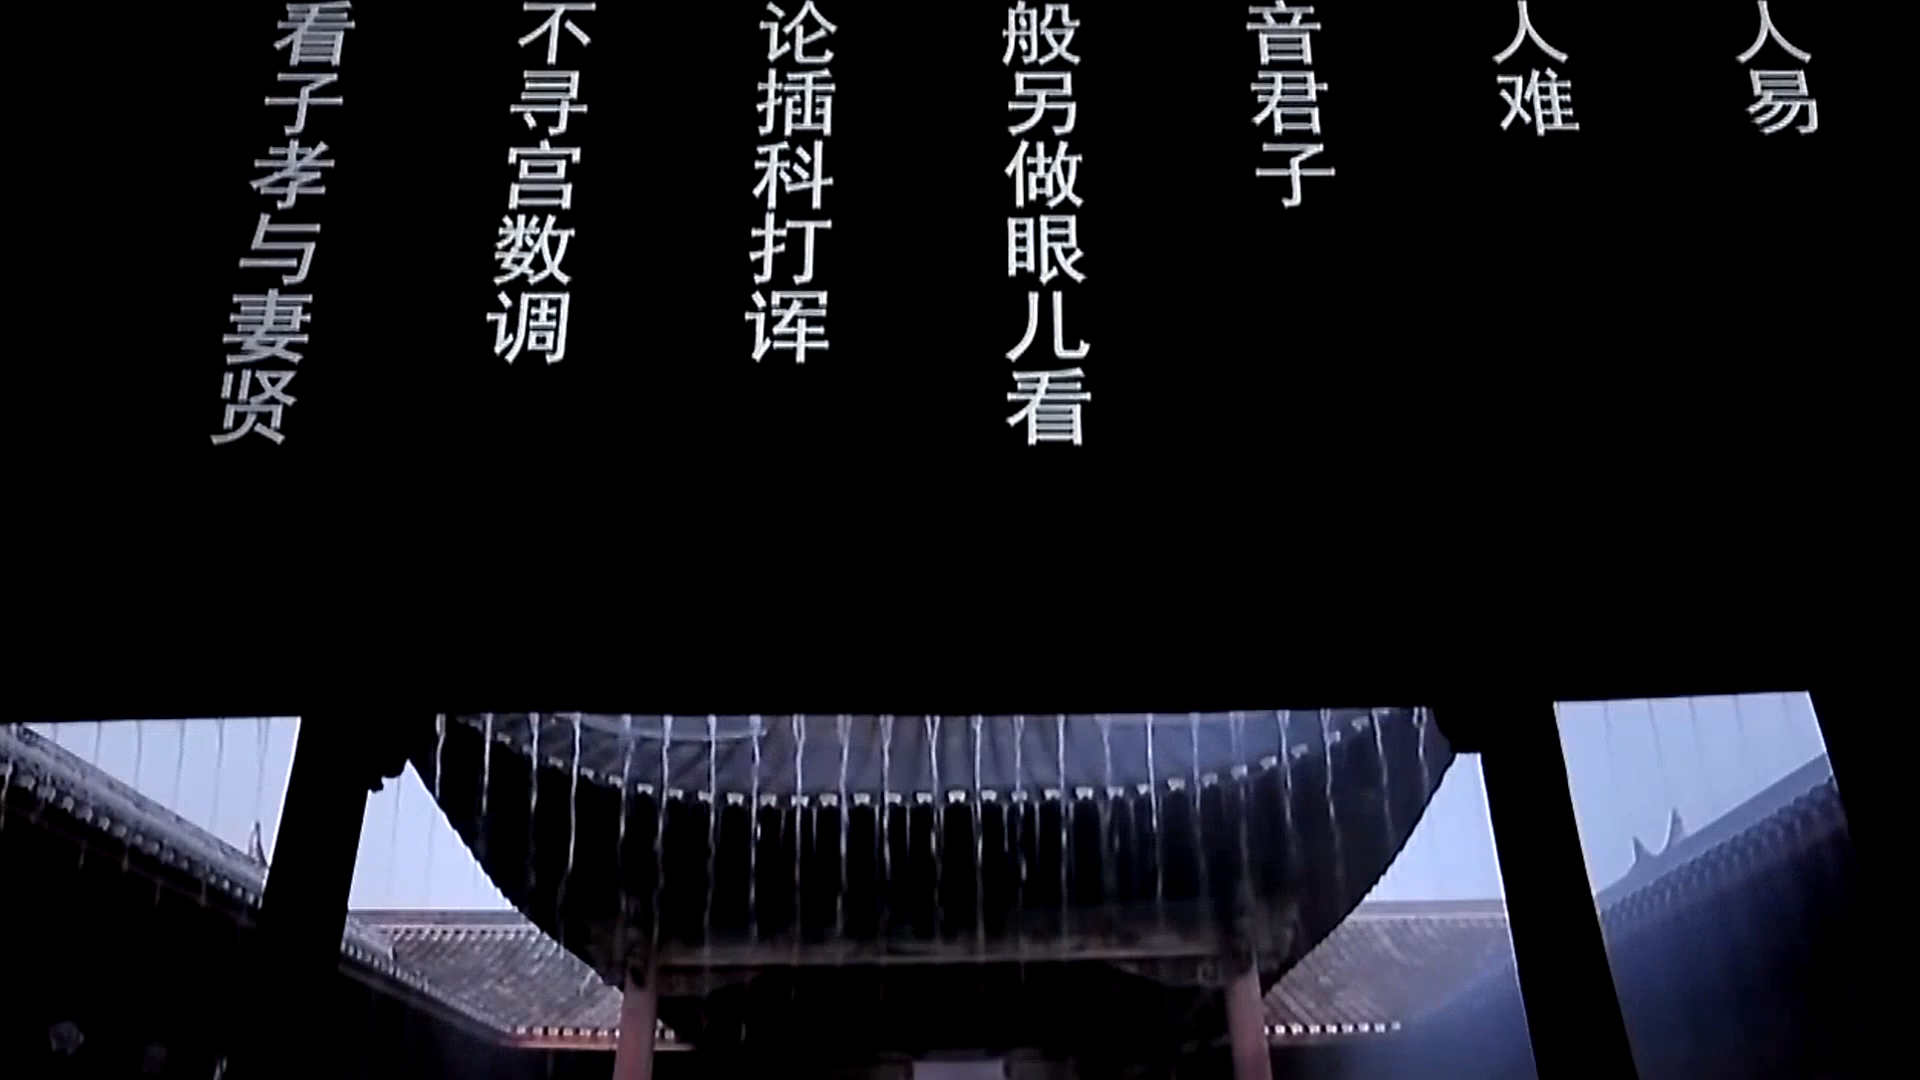 人易
人难
音君子
般另做眼儿看
论插科打诨
不寻宫数调
看子孝与妻贤